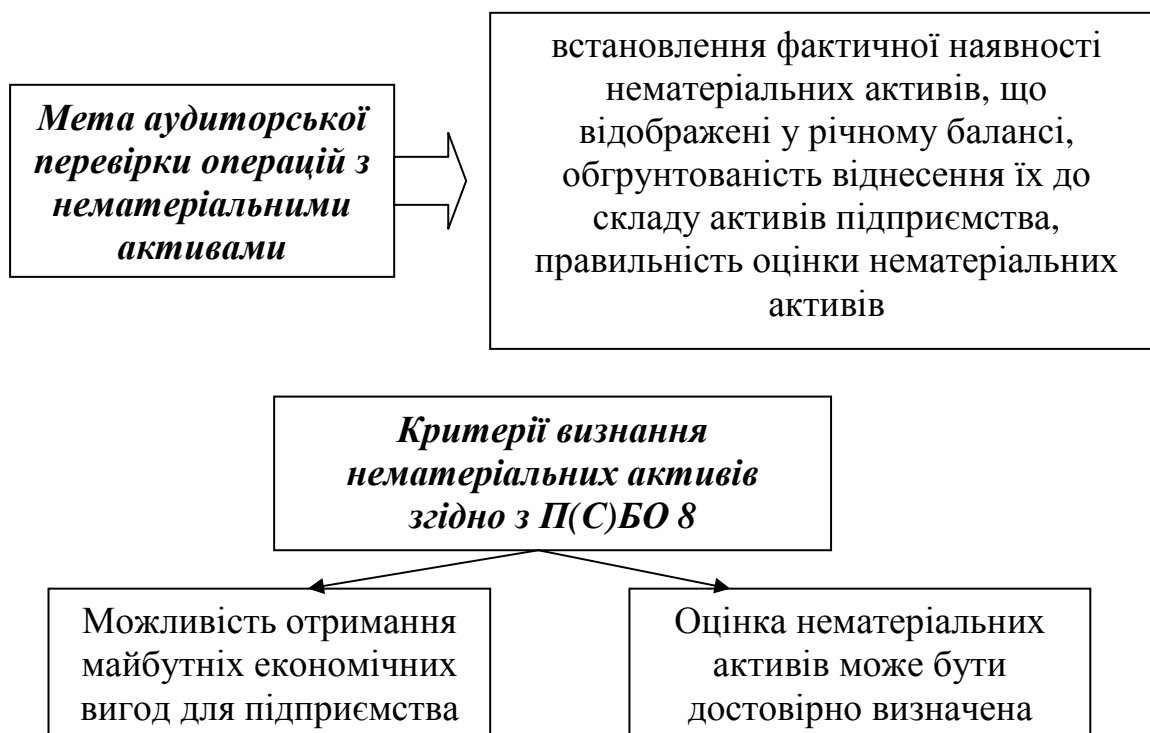 Мета аудиторської
перевірки операцій з
нематеріальними
активами
встановлення фактичної наявності
нематеріальних активів, що
відображені у річному балансі,
обгрунтованість віднесення їх до
складу активів підприємства,
правильність оцінки нематеріальних
активів
Критерії визнання
нематеріальних активів
згідно з П(С)БО 8
Можливість отримання
майбутніх економічних
вигод для підприємства
Оцінка нематеріальних
активів може бути
достовірно визначена